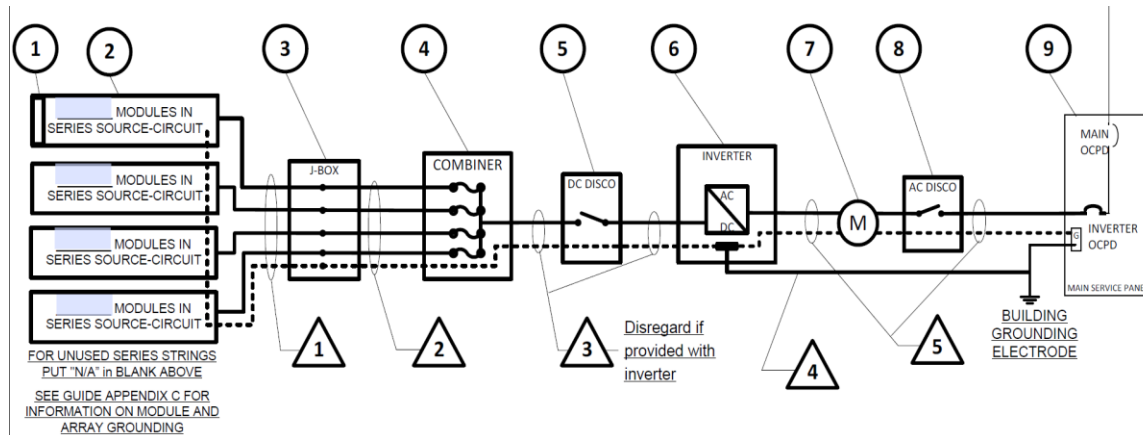 1
2
3
4
5
6
7
8
9
______ MODULES IN
SERIES SOURCE-CIRCUIT
______ MODULES IN
SERIES SOURCE-CIRCUIT
______ MODULES IN
SERIES SOURCE-CIRCUIT
______ MODULES IN
SERIES SOURCE-CIRCUIT
J-BOX
COMBINER
DC DISCO
INVERTER
AC
DC
M
AC DISCO
MAIN
OCPD
G
INVERTER
OCPD
MAIN SERVICE PANE
BUILDING
GROUNDING
ELECTRODE
1
2
3
Disregard if
provided with
inverter
4
5
FOR UNUSED SERIES STRINGS
PUT "N/A" in BLANK ABOVE
SEE GUIDE APPENDIX C FOR
INFORMATION ON MODULE AND
ARRAY GROUNDING